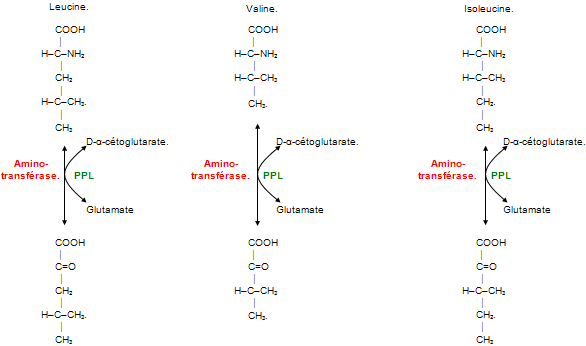 Leucine.
COOH
H–C–NH₂
CH₂
H–C–CH₃.
CH₃
D-α-cétoglutarate.
Amino-
transférase.
PPL
Glutamate
COOH
C=O
CH₂
H–C–CH₃.
CH₃
Valine.
COOH
H–C–NH₂
H–C–CH₃
CH₃.
D-α-cétoglutarate.
Amino-
transférase.
PPL
Glutamate
COOH
C=O
H–C–CH₃
CH₃.
Isoleucine.
COOH
H–C–NH₂
H–C–CH₃
CH₂.
CH₃
D-α-cétoglutarate.
Amino-
transférase.
PPL
Glutamate
COOH
C=O
H–C–CH₃
CH₂.
CH₃